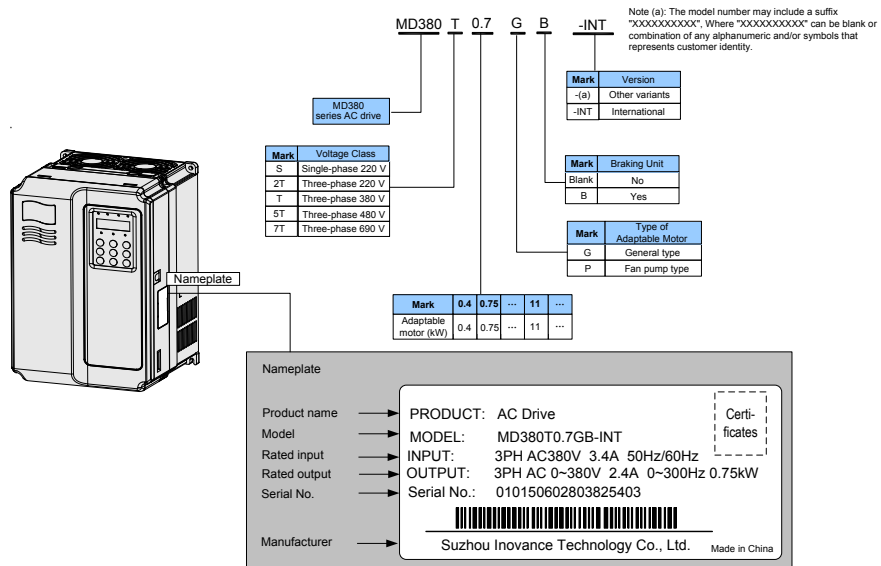 Note (a): The model number may include a suffix
"XXXXXXXXXX", Where "XXXXXXXXXX" can be blank or
combination of any alphanumeric and/or symbols that
represents customer identity.
MD380 T 0.7 G B -INT
MD380
series AC drive
Mark Version
-(a) Other variants
-INT International
Mark Voltage Class
S Single-phase 220 V
2T Three-phase 220 V
T Three-phase 380 V
5T Three-phase 480 V
7T Three-phase 690 V
Mark Braking Unit
Blank No
B Yes
Mark Type of
Adaptable Motor
G General type
P Fan pump type
Nameplate
Mark 0.4 0.75 ... 11 ...
Adaptable
motor (kW) 0.4 0.75 ... 11 ...
Nameplate
Product name PRODUCT: AC Drive
Model MODEL: MD380T0.7GB-INT
Rated input INPUT: 3PH AC380V 3.4A 50Hz/60Hz
Rated output OUTPUT: 3PH AC 0~380V 2.4A 0~300Hz 0.75kW
Serial No. Serial No.: 010150602803825403
Certi-
ficates
Manufacturer Suzhou Inovance Technology Co., Ltd. Made in China